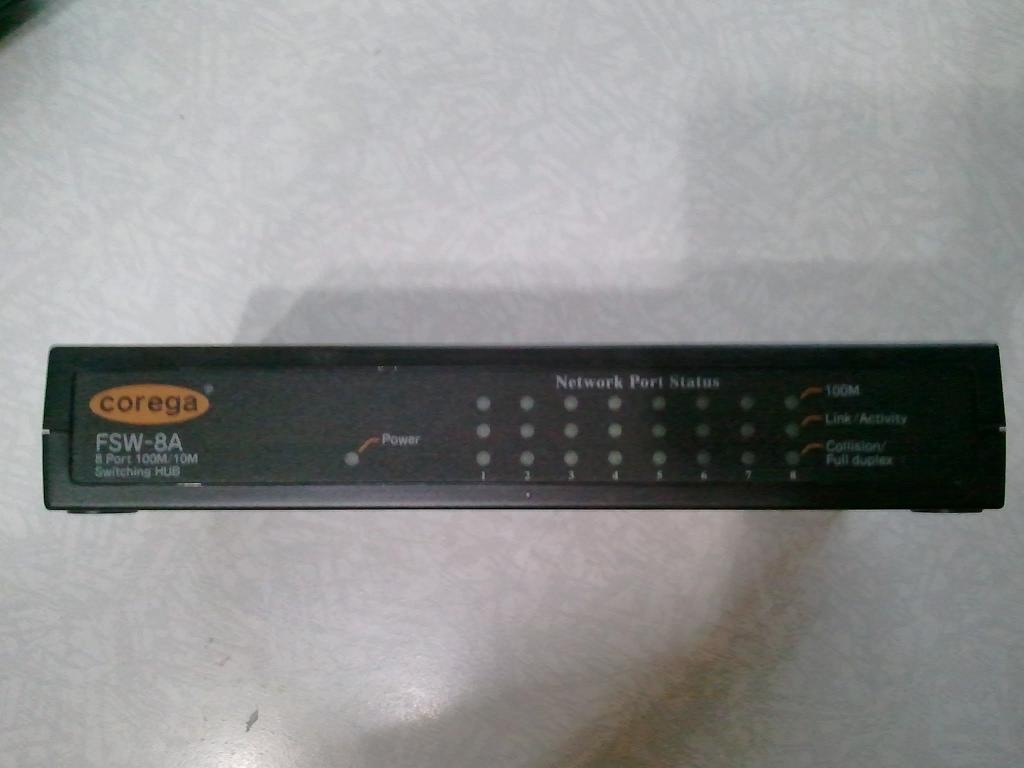 corega®
FSW-8A
8 Port 100M/10M
Switching HUB
Power
Network Port Status
100M
Link/Activity
Collision/
Full duplex
1 2 3 4 5 6 7 8